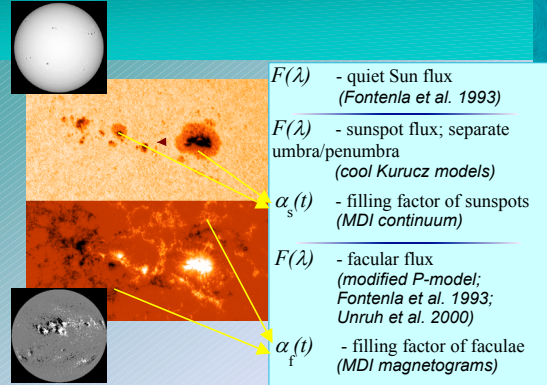 F(λ) - quiet Sun flux
(Fontenla et al. 1993)
F(λ) - sunspot flux; separate
umbra/penumbra
(cool Kurucz models)
αs(t) - filling factor of sunspots
(MDI continuum)
F(λ) - facular flux
(modified P-model;
Fontenla et al. 1993;
Unruh et al. 2000)
αf(t) - filling factor of faculae
(MDI magnetograms)